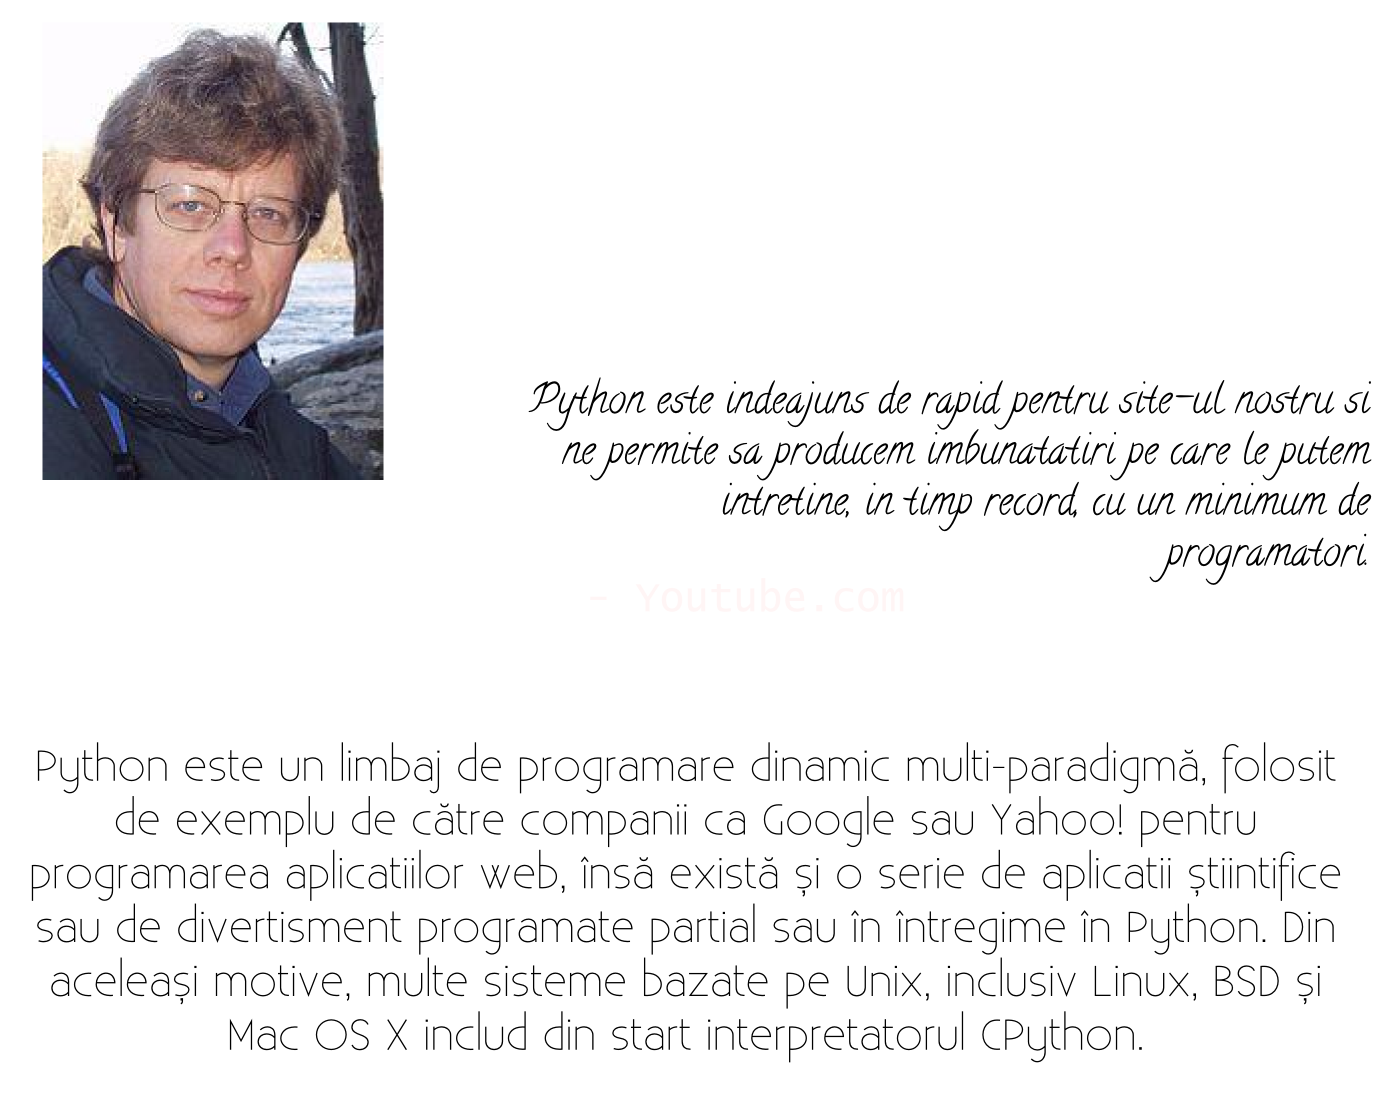 Python este indeajuns de rapid pentru site-ul nostru si
ne permite sa producem imbunatatiri pe care le putem
intretine, in timp record, cu un minimum de
programatori.
- Youtube.com
Python este un limbaj de programare dinamic multi-paradigmă, folosit
de exemplu de către companii ca Google sau Yahoo! pentru
programarea aplicatiilor web, însă există și o serie de aplicatii știintifice
sau de divertisment programate partial sau în întregime în Python. Din
aceleași motive, multe sisteme bazate pe Unix, inclusiv Linux, BSD și
Mac OS X includ din start interpretatorul CPython.